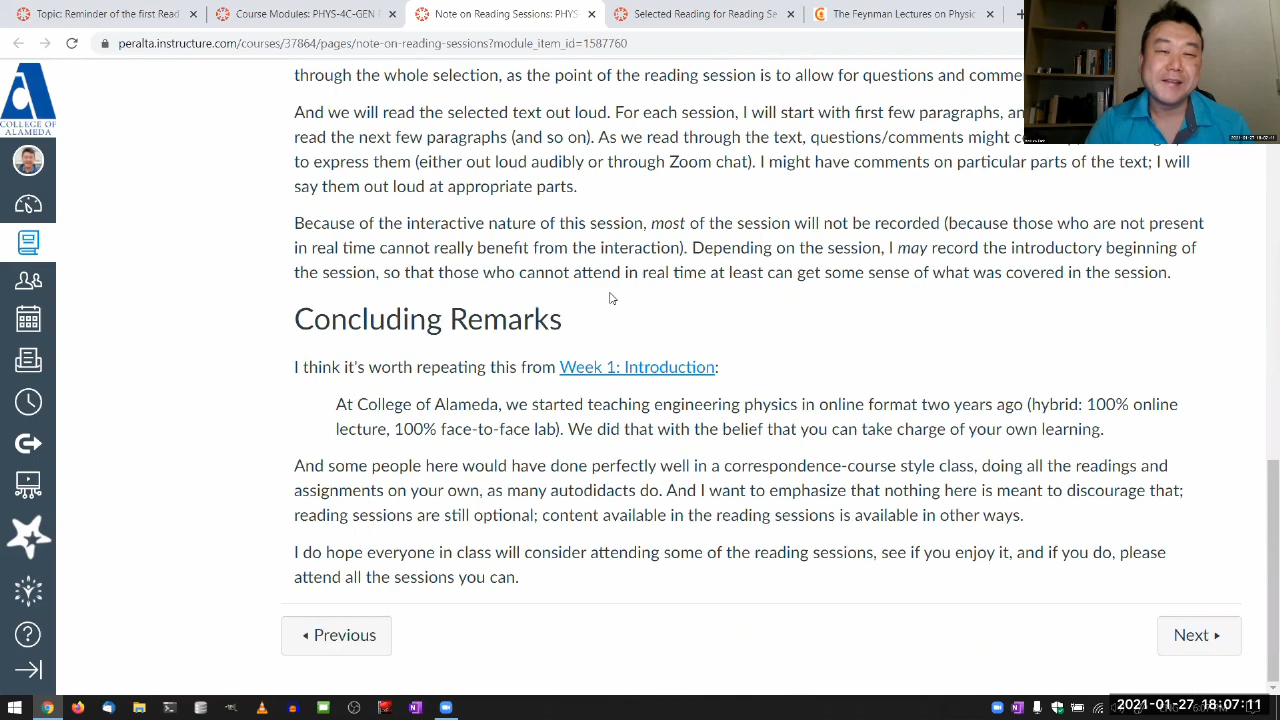 Topic: Reminder of the first Read
Course Modules: PHYS-4C-GEN
Note on Reading Sessions: PHYS-
Selected Reading for Reading Se
The Feynman Lectures on Physic
peralta.instructure.com/courses/37864/pages/note-on-reading-sessions?module_item_id=1587760
COLLEGE OF
ALAMEDA
through the whole selection, as the point of the reading session is to allow for questions and comme
And we will read the selected text out loud. For each session, I will start with first few paragraphs, an
read the next few paragraphs (and so on). As we read through the text, questions/comments might c
to express them (either out loud audibly or through Zoom chat). I might have comments on particular parts of the text; I will
say them out loud at appropriate parts.
Because of the interactive nature of this session, most of the session will not be recorded (because those who are not present
in real time cannot really benefit from the interaction). Depending on the session, I may record the introductory beginning of
the session, so that those who cannot attend in real time at least can get some sense of what was covered in the session.
Concluding Remarks
I think it's worth repeating this from Week 1: Introduction:
At College of Alameda, we started teaching engineering physics in online format two years ago (hybrid: 100% online
lecture, 100% face-to-face lab). We did that with the belief that you can take charge of your own learning.
And some people here would have done perfectly well in a correspondence-course style class, doing all the readings and
assignments on your own, as many autodidacts do. And I want to emphasize that nothing here is meant to discourage that;
reading sessions are still optional; content available in the reading sessions is available in other ways.
I do hope everyone in class will consider attending some of the reading sessions, see if you enjoy it, and if you do, please
attend all the sessions you can.
Previous
Next
2021-01-27 18:02:11
2021-01-27 18:07:11